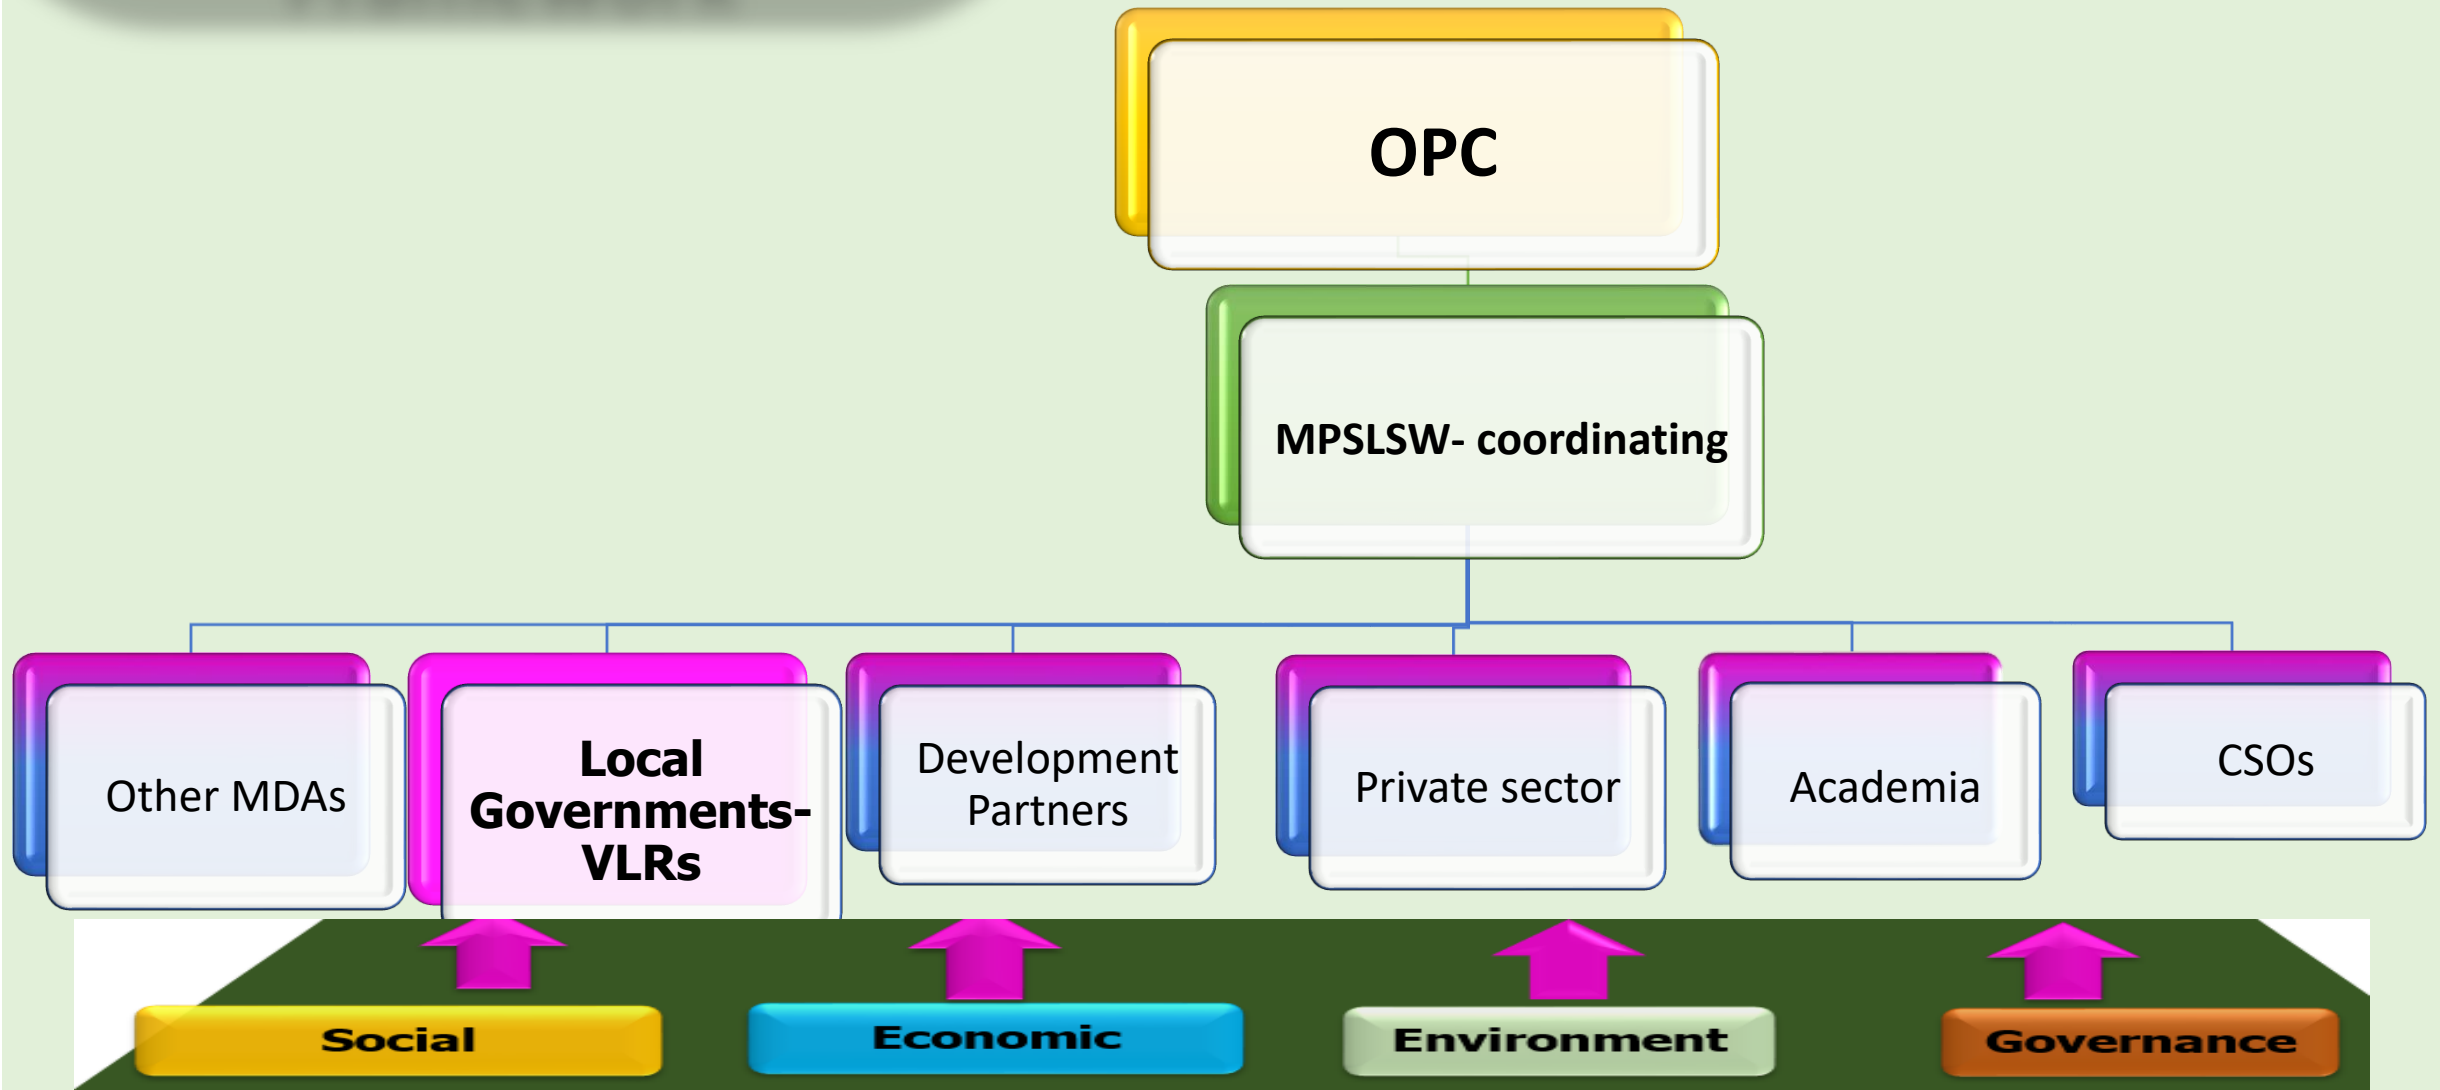 OPC
MPSLSW- coordinating
Other MDAs
Local
Governments-
VLRs
Development
Partners
Private sector
Academia
CSOs
Social
Economic
Environment
Governance